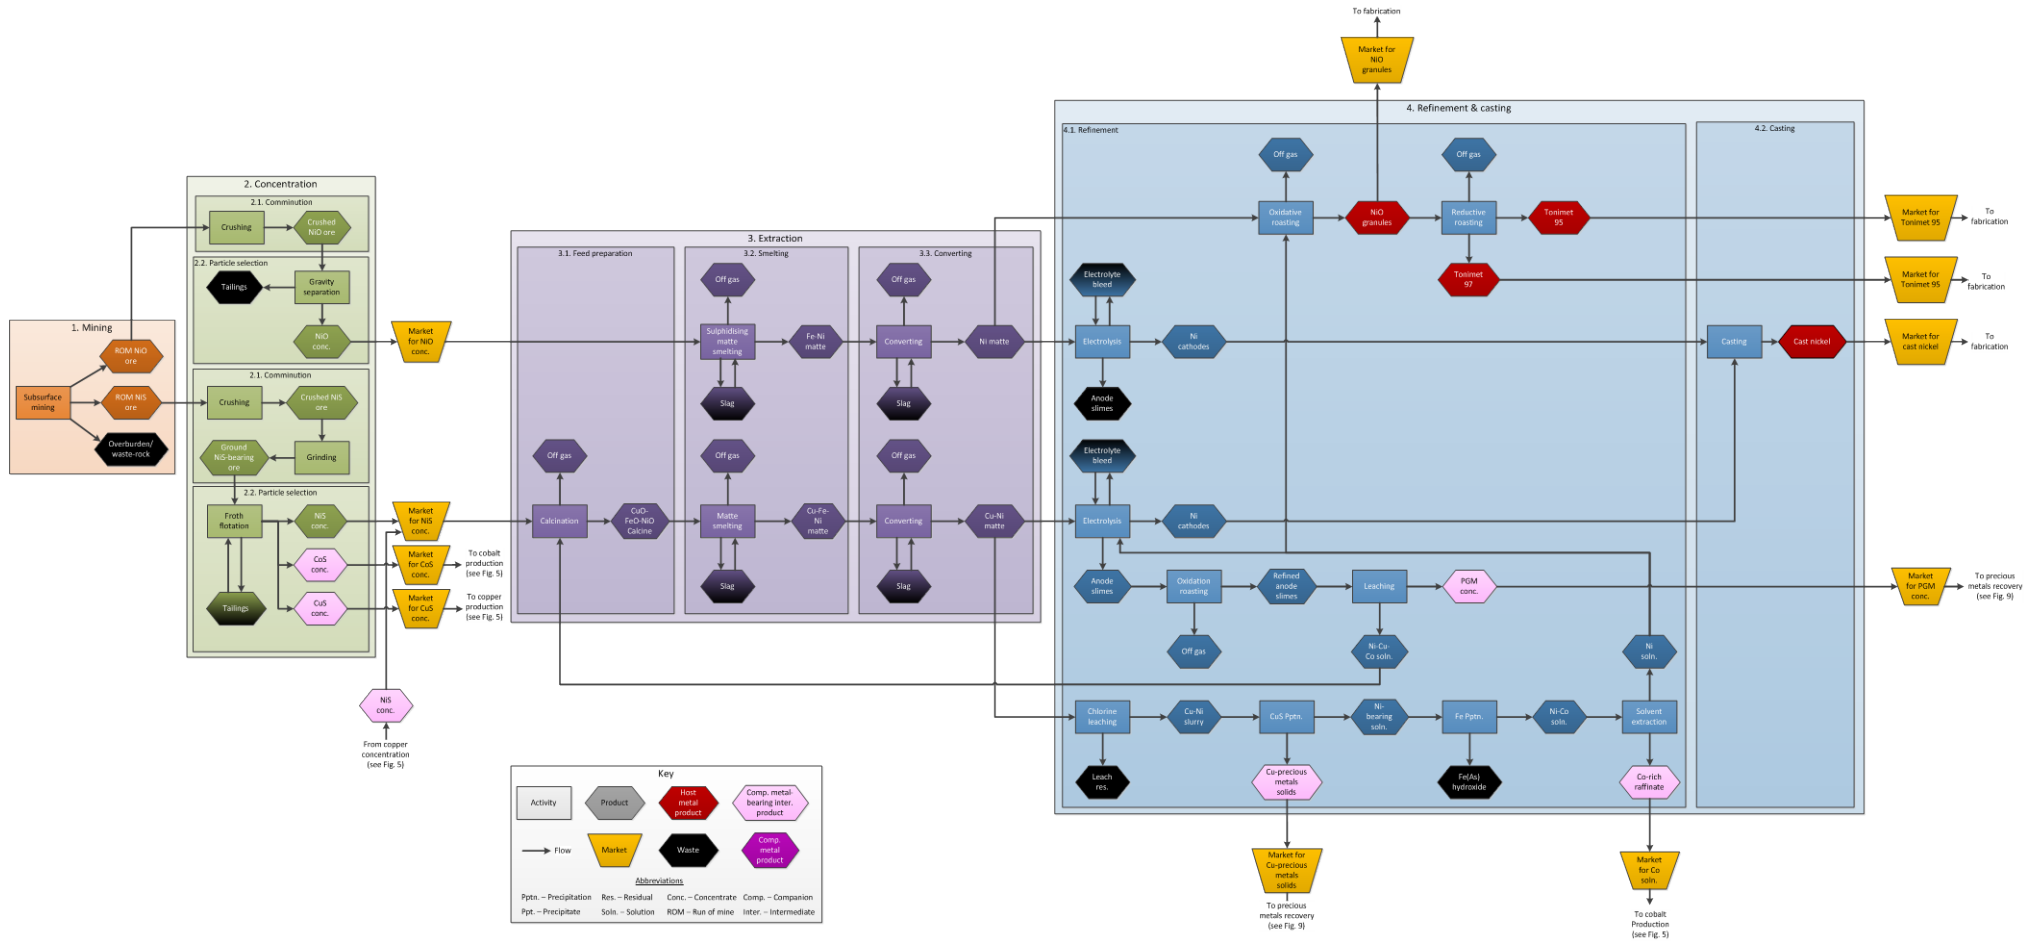 To fabrication
Market for
NiO
granules
4. Refinement & casting
4.1. Refinement
4.2. Casting
Off gas
Off gas
Oxidative
roasting
NiO
granules
Reductive
roasting
Tonimet
95
Market for
Tonimet 95
To
fabrication
Tonimet
97
Market for
Tonimet 95
To
fabrication
Electrolyte
bleed
Electrolysis
Ni
cathodes
Casting
Cast nickel
Market for
cast nickel
To
fabrication
Anode
slimes
Electrolyte
bleed
Electrolysis
Ni
cathodes
Anode
slimes
Oxidation
roasting
Refined
anode
slimes
Leaching
PGM
conc.
Market
for PGM
conc.
To precious
metals recovery
(see Fig. 9)
Off gas
Ni-Cu-
Co soln.
Ni
soln.
Chlorine
leaching
Cu-Ni
slurry
CuS Pptn.
Ni-
bearing
soln.
Fe Pptn.
Ni-Co
soln.
Solvent
extraction
Leach
res.
Cu-precious
metals
solids
Fe(As)
hydroxide
Co-rich
raffinate
Market for
Cu-precious
metals
solids
To precious
metals recovery
(see Fig. 9)
Market
for Co
soln.
To cobalt
Production
(see Fig. 5)
2. Concentration
2.1. Comminution
Crushing
Crushed
NiO ore
2.2. Particle selection
Tailings
Gravity
separation
NiO
conc.
Market
for NiO
conc.
1. Mining
ROM NiO
ore
Subsurface
mining
ROM NiS
ore
Overburden/
waste-rock
2.1. Comminution
Crushing
Crushed NiS
ore
Ground
NiS-bearing
ore
Grinding
2.2. Particle selection
Froth
flotation
NiS
conc.
Market
for NiS
conc.
CoS
conc.
Market
for CoS
conc.
To cobalt
production
(see Fig. 5)
Tailings
CuS
conc.
Market
for CuS
conc.
To copper
production
(see Fig. 5)
NiS
conc.
From copper
concentration
(see Fig. 5)
3. Extraction
3.1. Feed preparation
3.2. Smelting
3.3. Converting
Off gas
Off gas
Sulphidising
matte
smelting
Fe-Ni
matte
Converting
Ni matte
Slag
Slag
Off gas
Off gas
Off gas
Calcination
CuO-
FeO-NiO
Calcine
Matte
smelting
Cu-Fe-
Ni
matte
Converting
Cu-Ni
matte
Slag
Slag
Key
Activity
Product
Host
metal
product
Comp. metal-
bearing inter.
product
Flow
Market
Waste
Comp.
metal
product
Abbreviations
Pptn. – Precipitation
Res. – Residual
Conc. – Concentrate
Comp. – Companion
Ppt. – Precipitate
Soln. – Solution
ROM – Run of mine
Inter. – Intermediate